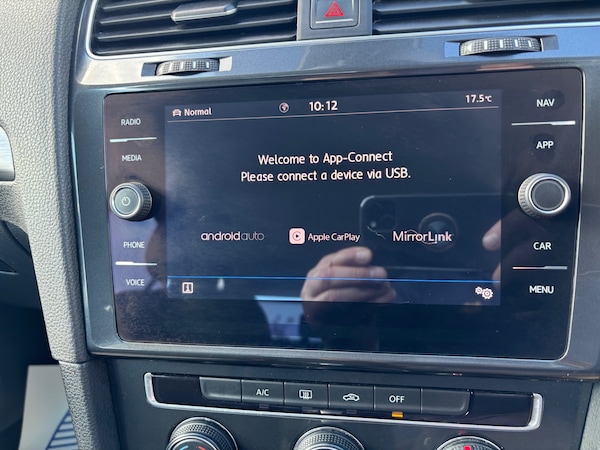 Normal
10:12
17.5°C
RADIO
MEDIA
PHONE
VOICE
NAV
APP
CAR
MENU
Welcome to App-Connect
Please connect a device via USB.
androidauto
Apple CarPlay
MirrorLink
A/C
OFF